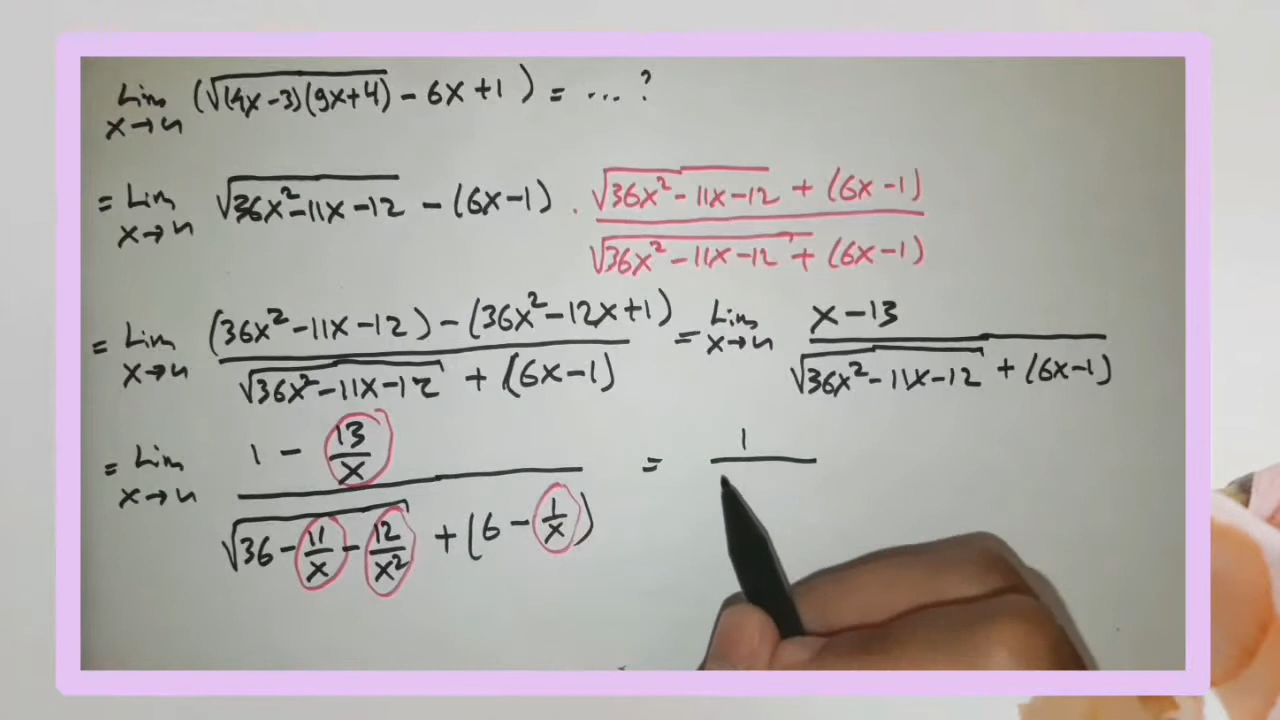 Lim x→~ (√(4x-3)(9x+4) - 6x + 1) = ... ?
= Lim x→~ √36x²-11x-12 - (6x-1) . √36x²-11x-12 + (6x-1) / √36x²-11x-12 + (6x-1)
= Lim x→~ (36x²-11x-12) - (36x²-12x+1) / √36x²-11x-12 + (6x-1) = Lim x→~ x-13 / √36x²-11x-12 + (6x-1)
= Lim x→~ 1 - 13/x / √36 - 11/x - 12/x² + (6 - 1/x) = 1